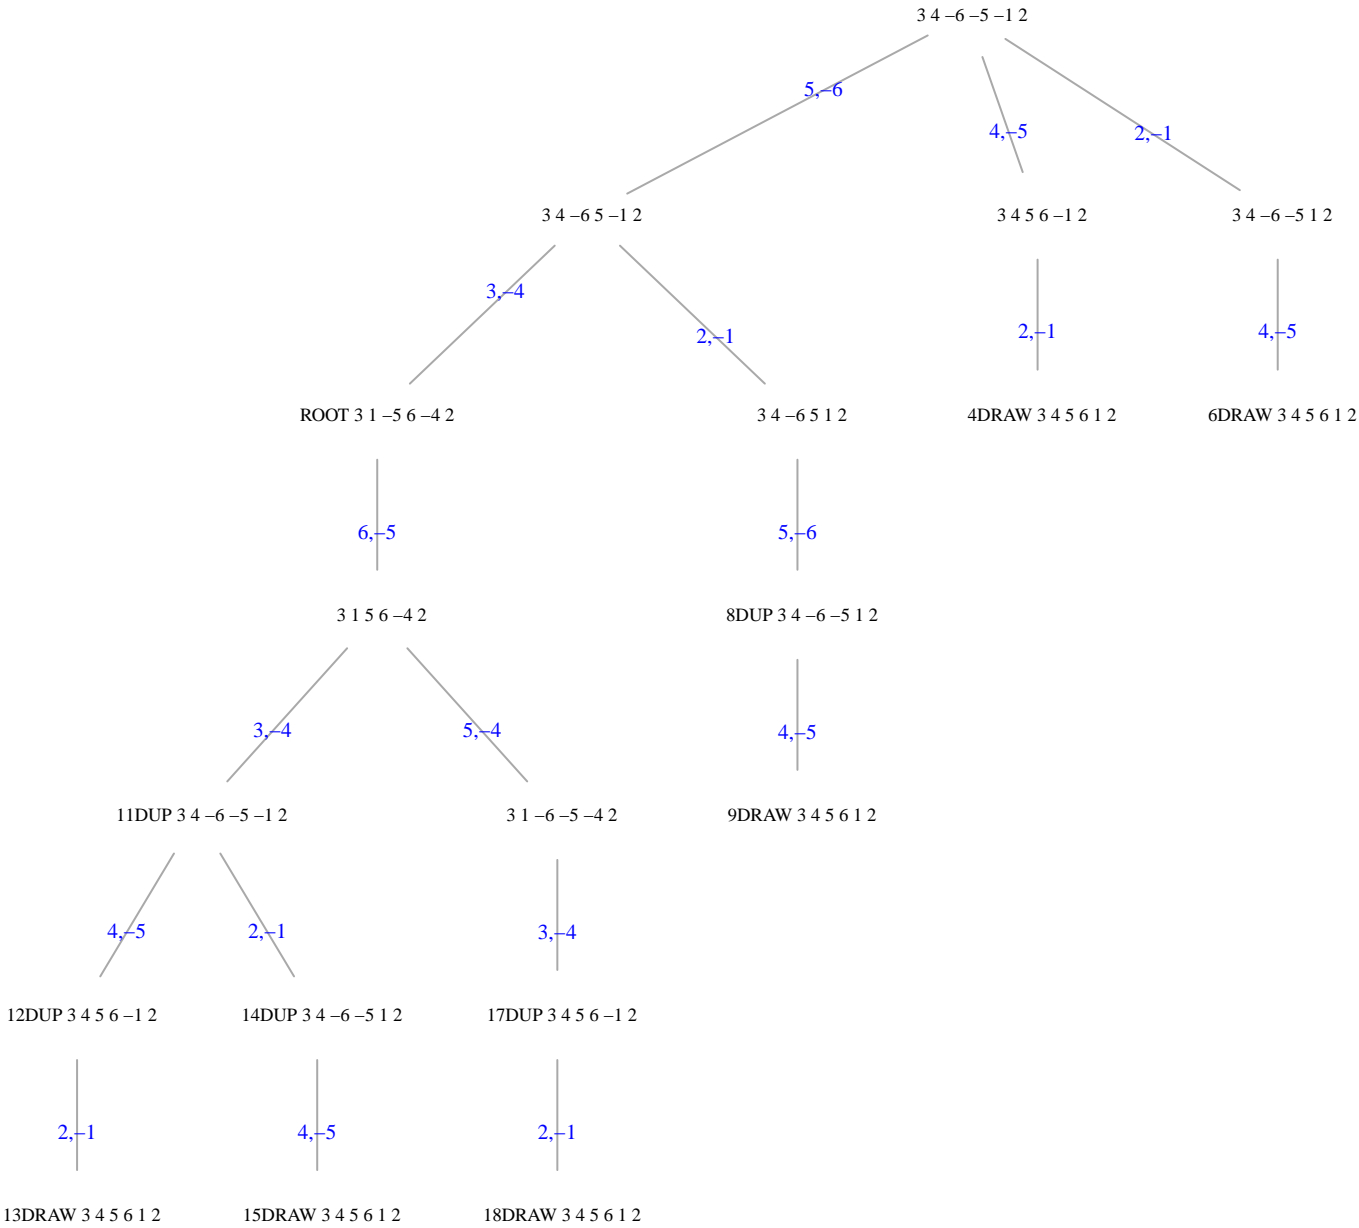 3 4 –6 –5 –1 2
5,–6
4,–5
2,–1
3 4 –6 5 –1 2
3 4 5 6 –1 2
3 4 –6 –5 1 2
3,–4
2,–1
2,–1
4,–5
ROOT 3 1 –5 6 –4 2
3 4 –6 5 1 2
4DRAW 3 4 5 6 1 2
6DRAW 3 4 5 6 1 2
6,–5
5,–6
3 1 5 6 –4 2
8DUP 3 4 –6 –5 1 2
3,–4
5,–4
4,–5
11DUP 3 4 –6 –5 –1 2
3 1 –6 –5 –4 2
9DRAW 3 4 5 6 1 2
4,–5
2,–1
3,–4
12DUP 3 4 5 6 –1 2
14DUP 3 4 –6 –5 1 2
17DUP 3 4 5 6 –1 2
2,–1
4,–5
2,–1
13DRAW 3 4 5 6 1 2
15DRAW 3 4 5 6 1 2
18DRAW 3 4 5 6 1 2